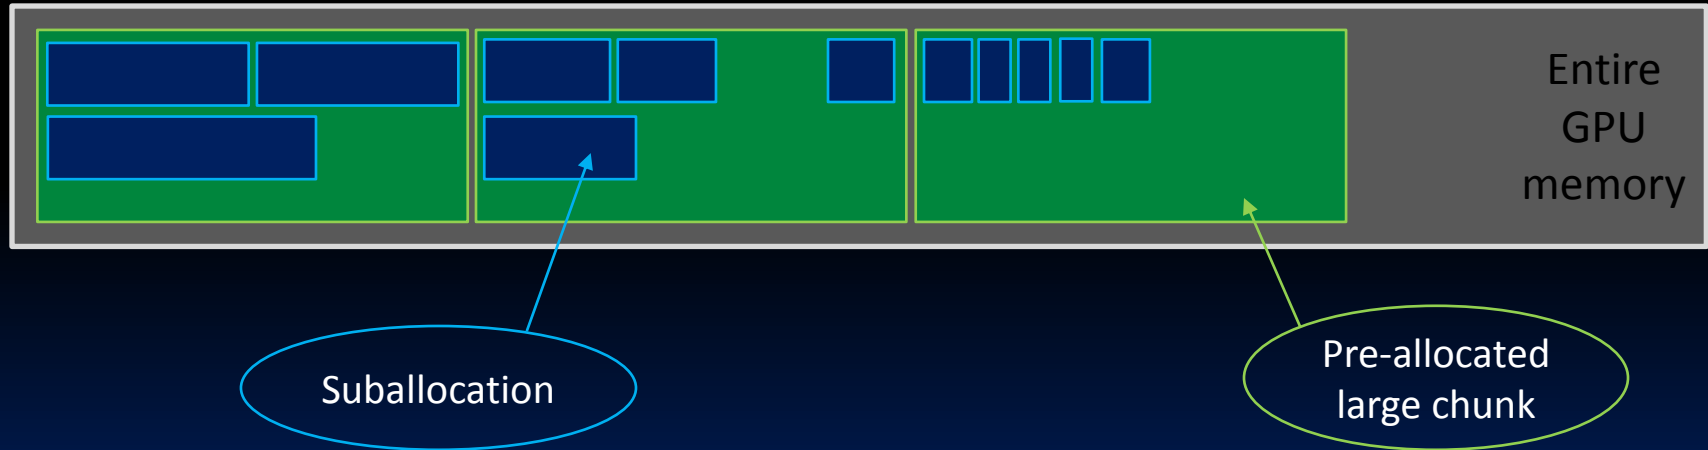 Entire
GPU
memory
Suballocation
Pre-allocated
large chunk